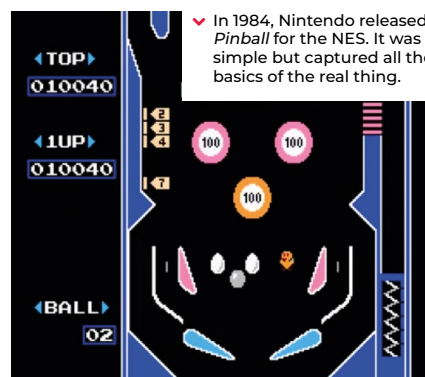 In 1984, Nintendo released
Pinball for the NES. It was
simple but captured all the
basics of the real thing.
TOP
010040
1UP
010040
2
3
4
7
100
100
100
BALL
02